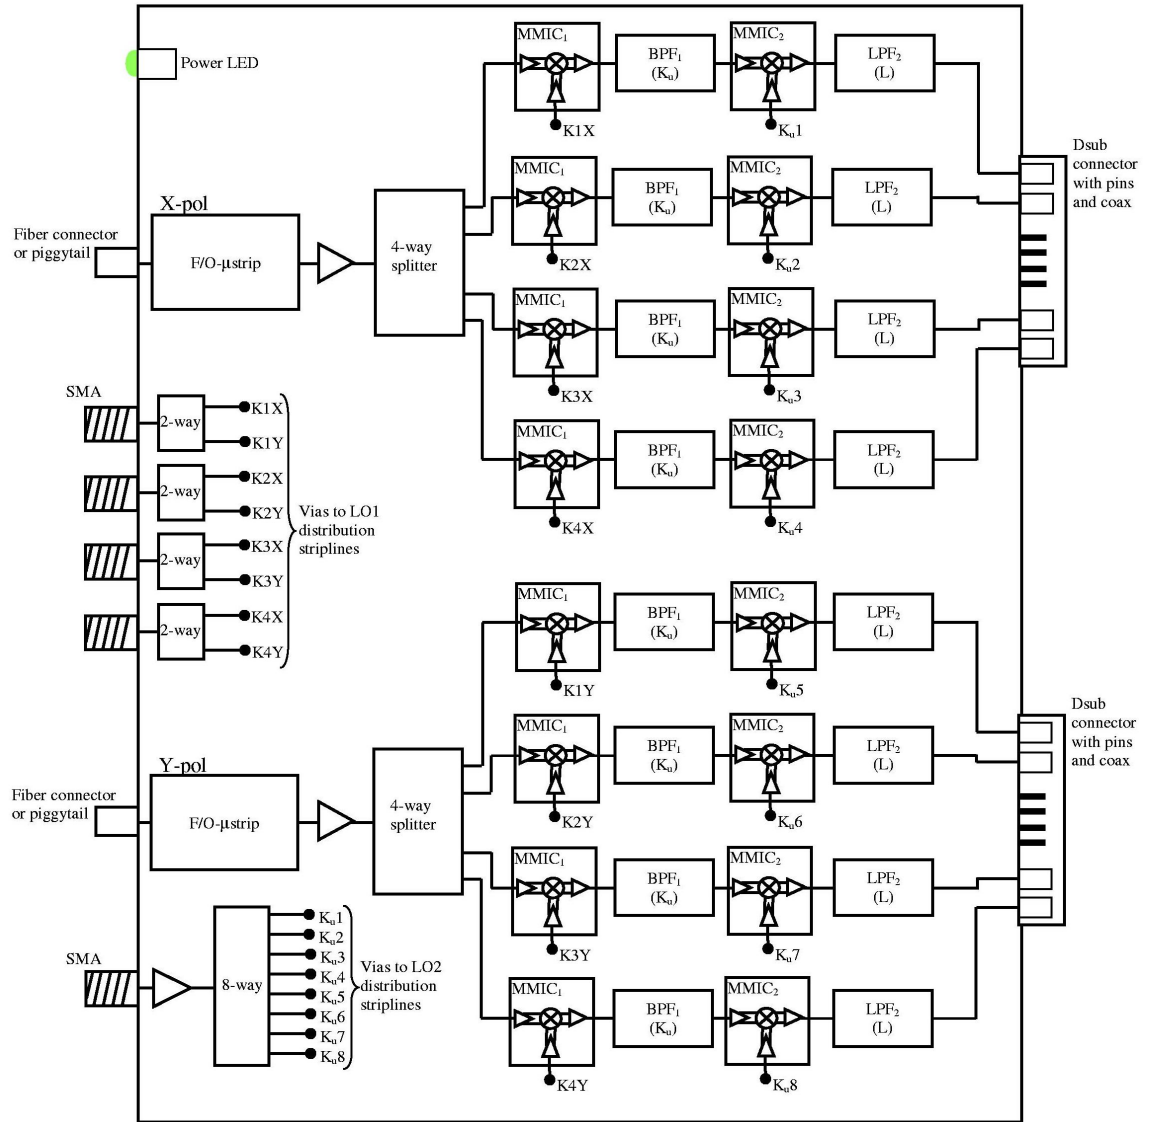 Power LED
MMIC₁
BPF₁
(Kᵤ)
MMIC₂
LPF₂
(L)
K1X
Kᵤ1
Dsub
connector
with pins
and coax
MMIC₁
BPF₁
(Kᵤ)
MMIC₂
LPF₂
(L)
K2X
Kᵤ2
X-pol
Fiber connector
or piggytail
F/O-μstrip
4-way
splitter
MMIC₁
BPF₁
(Kᵤ)
MMIC₂
LPF₂
(L)
K3X
Kᵤ3
MMIC₁
BPF₁
(Kᵤ)
MMIC₂
LPF₂
(L)
K4X
Kᵤ4
SMA
2-way
K1X
K1Y
2-way
K2X
K2Y
2-way
K3X
K3Y
2-way
K4X
K4Y
Vias to LO1
distribution
striplines
MMIC₁
BPF₁
(Kᵤ)
MMIC₂
LPF₂
(L)
K1Y
Kᵤ5
Dsub
connector
with pins
and coax
MMIC₁
BPF₁
(Kᵤ)
MMIC₂
LPF₂
(L)
K2Y
Kᵤ6
Y-pol
Fiber connector
or piggytail
F/O-μstrip
4-way
splitter
MMIC₁
BPF₁
(Kᵤ)
MMIC₂
LPF₂
(L)
K3Y
Kᵤ7
MMIC₁
BPF₁
(Kᵤ)
MMIC₂
LPF₂
(L)
K4Y
Kᵤ8
SMA
8-way
Kᵤ1
Kᵤ2
Kᵤ3
Kᵤ4
Kᵤ5
Kᵤ6
Kᵤ7
Kᵤ8
Vias to LO2
distribution
striplines